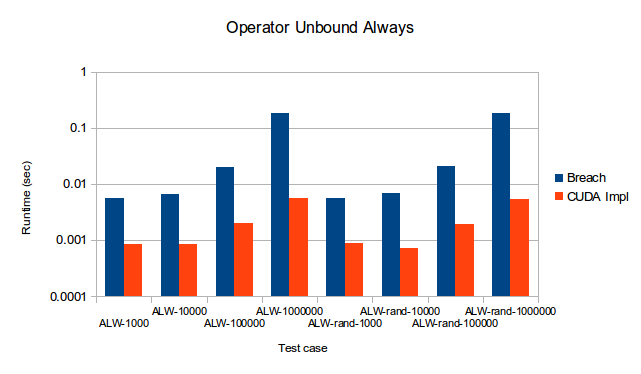 Operator Unbound Always
1
0.1
0.01
0.001
0.0001
Runtime (sec)
ALW-1000
ALW-10000
ALW-100000
ALW-1000000
ALW-rand-1000
ALW-rand-10000
ALW-rand-100000
ALW-rand-1000000
Test case
Breach
CUDA Impl